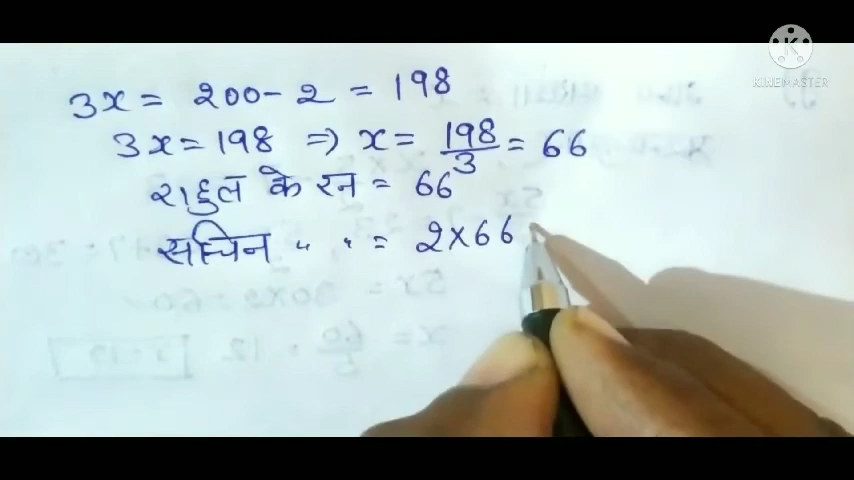 KINEMASTER
3x = 200 - 2 = 198
3x = 198 ⇒ x = 198/3 = 66
राहुल के रन = 66
सचिन " " = 2×66